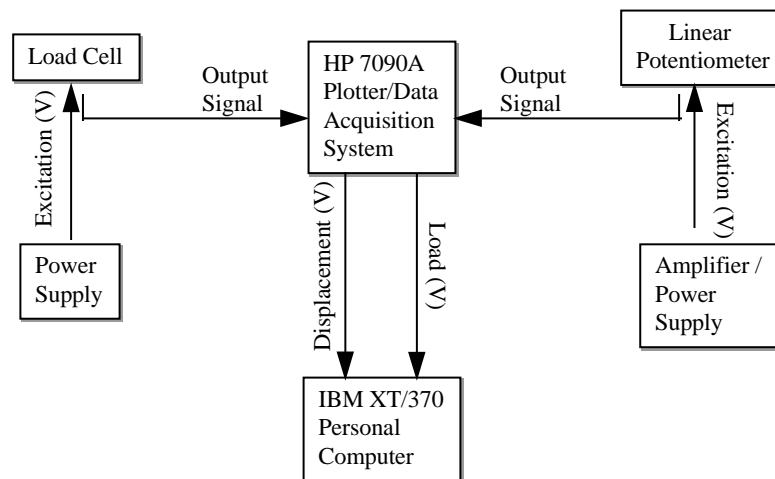 Load Cell
Output
Signal
HP 7090A
Plotter/Data
Acquisition
System
Output
Signal
Linear
Potentiometer
Excitation (V)
Excitation (V)
Power
Supply
Displacement (V)
Load (V)
Amplifier /
Power
Supply
IBM XT/370
Personal
Computer